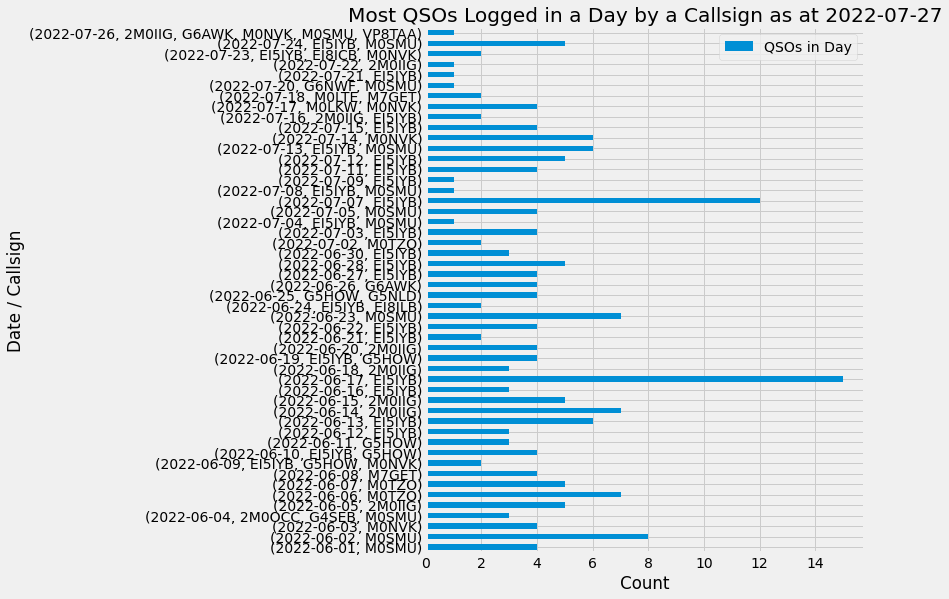 Most QSOs Logged in a Day by a Callsign as at 2022-07-27
QSOs in Day
Date / Callsign
(2022-07-26, 2M0IIG, G6AWK, M0NVK, M0SMU, VP8TAA)
(2022-07-24, EI5IYB, M0SMU)
(2022-07-23, EI5IYB, EI8ICB, M0NVK)
(2022-07-22, 2M0IIG)
(2022-07-21, EI5IYB)
(2022-07-20, G6NWF, M0SMU)
(2022-07-18, M0LTE, M7GET)
(2022-07-17, M0LKW, M0NVK)
(2022-07-16, 2M0IJG, EI5IYB)
(2022-07-15, EI5IYB)
(2022-07-14, M0NVK)
(2022-07-13, EI5IYB, M0SMU)
(2022-07-12, EI5IYB)
(2022-07-11, EI5IYB)
(2022-07-09, EI5IYB)
(2022-07-08, EI5IYB, M0SMU)
(2022-07-07, EI5IYB)
(2022-07-05, M0SMU)
(2022-07-04, EI5IYB, M0SMU)
(2022-07-03, EI5IYB)
(2022-07-02, M0TZO)
(2022-06-30, EI5IYB)
(2022-06-28, EI5IYB)
(2022-06-27, EI5IYB)
(2022-06-26, G6AWK)
(2022-06-25, G5HOW, G5NLD)
(2022-06-24, EI5IYB, EI8JLB)
(2022-06-23, M0SMU)
(2022-06-22, EI5IYB)
(2022-06-21, EI5IYB)
(2022-06-20, 2M0IIG)
(2022-06-19, EI5IYB, G5HOW)
(2022-06-18, 2M0IIG)
(2022-06-17, EI5IYB)
(2022-06-16, EI5IYB)
(2022-06-15, 2M0IIG)
(2022-06-14, 2M0IIG)
(2022-06-13, EI5IYB)
(2022-06-12, EI5IYB)
(2022-06-11, G5HOW)
(2022-06-10, EI5IYB, G5HOW)
(2022-06-09, EI5IYB, G5HOW, M0NVK)
(2022-06-08, M7GET)
(2022-06-07, M0TZO)
(2022-06-06, M0TZO)
(2022-06-05, 2M0IIG)
(2022-06-04, 2M0OCC, G4SEB, M0SMU)
(2022-06-03, M0NVK)
(2022-06-02, M0SMU)
(2022-06-01, M0SMU)
0 2 4 6 8 10 12 14
Count